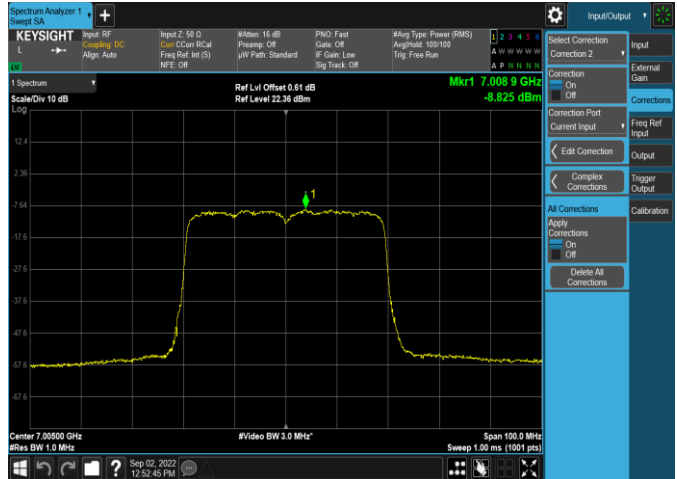 Spectrum Analyzer 1
Swept SA
+
Input/Output
KEYSIGHT
L
Input: RF
Coupling: DC
Align: Auto
Input Z: 50 Ω
Corr CCorr RCal
Freq Ref: Int (S)
NFE: Off
#Atten: 16 dB
Preamp: Off
µW Path: Standard
PNO: Fast
Gate: Off
IF Gain: Low
Sig Track: Off
#Avg Type: Power (RMS)
Avg|Hold: 100/100
Trig: Free Run
1 2 3 4 5 6
A W W W W W
A P N N N N
1 Spectrum
Scale/Div 10 dB
Log
Ref Lvl Offset 0.61 dB
Ref Level 22.36 dBm
Mkr1 7.008 9 GHz
-8.825 dBm
12.4
2.36
-7.64
-17.6
-27.6
-37.6
-47.6
-57.6
-67.6
1
Center 7.00500 GHz
#Res BW 1.0 MHz
#Video BW 3.0 MHz*
Span 100.0 MHz
Sweep 1.00 ms (1001 pts)
Sep 02, 2022
12:52:45 PM
Select Correction
Correction 2
Correction
On
Off
Correction Port
Current Input
Edit Correction
Complex
Corrections
All Corrections
Apply
Corrections
On
Off
Delete All
Corrections
Input
External
Gain
Corrections
Freq Ref
Input
Output
Trigger
Output
Calibration